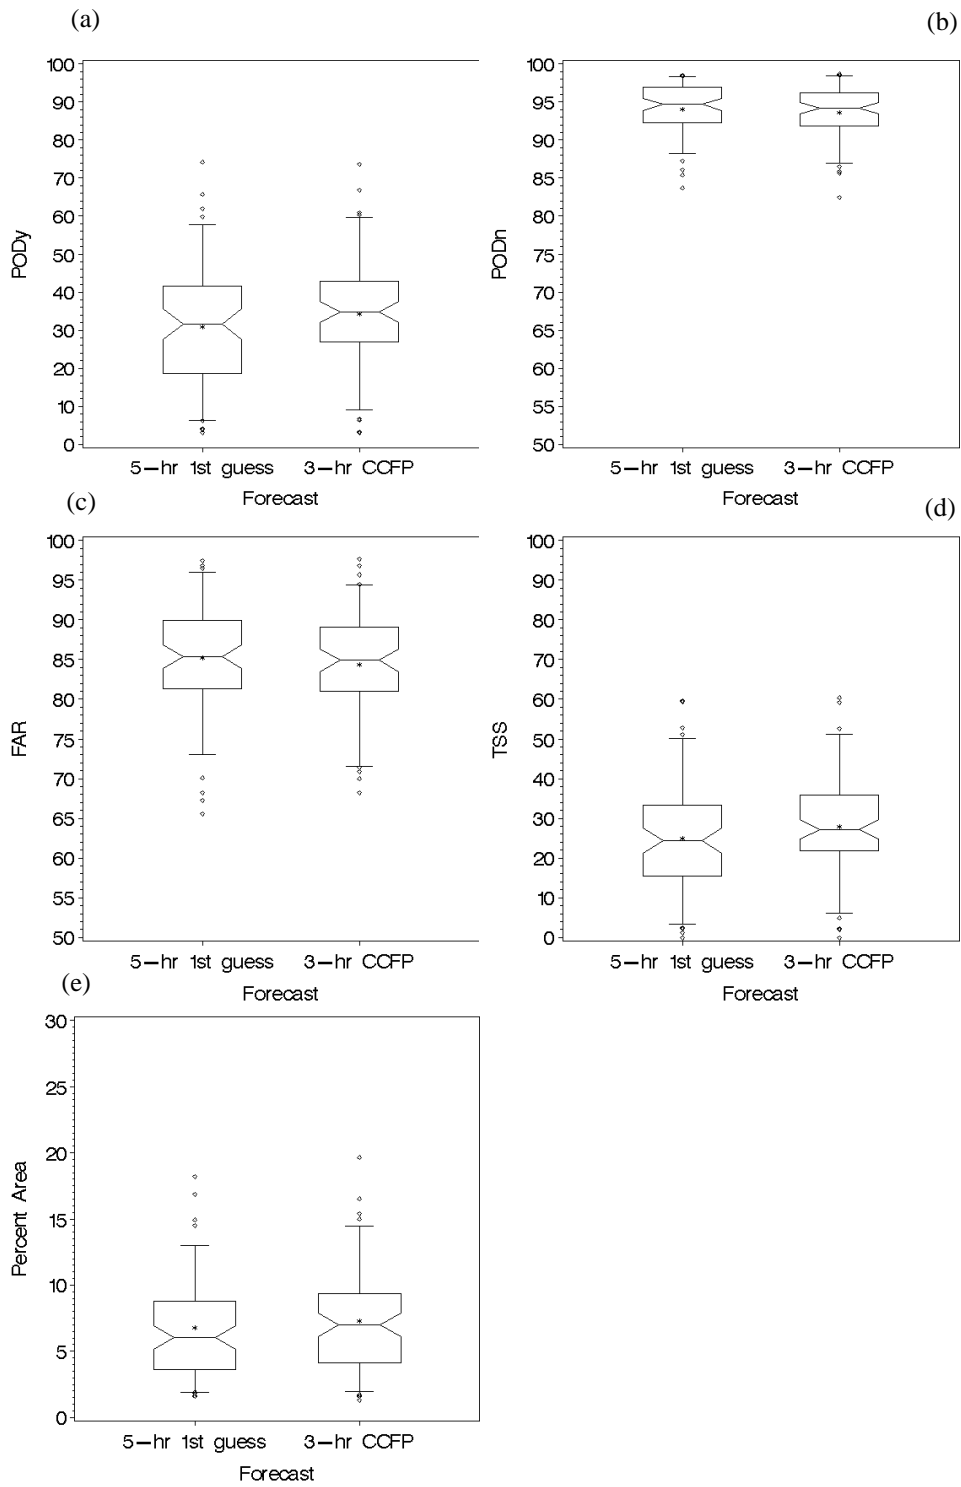 (a)
100
90
80
70
60
50
40
30
20
10
0
PODy
5-hr 1st guess
3-hr CCFP
Forecast
(b)
100
95
90
85
80
75
70
65
60
55
50
PODn
5-hr 1st guess
3-hr CCFP
Forecast
(c)
100
95
90
85
80
75
70
65
60
55
50
FAR
5-hr 1st guess
3-hr CCFP
Forecast
(d)
100
90
80
70
60
50
40
30
20
10
0
TSS
5-hr 1st guess
3-hr CCFP
Forecast
(e)
30
25
20
15
10
5
0
Percent Area
5-hr 1st guess
3-hr CCFP
Forecast